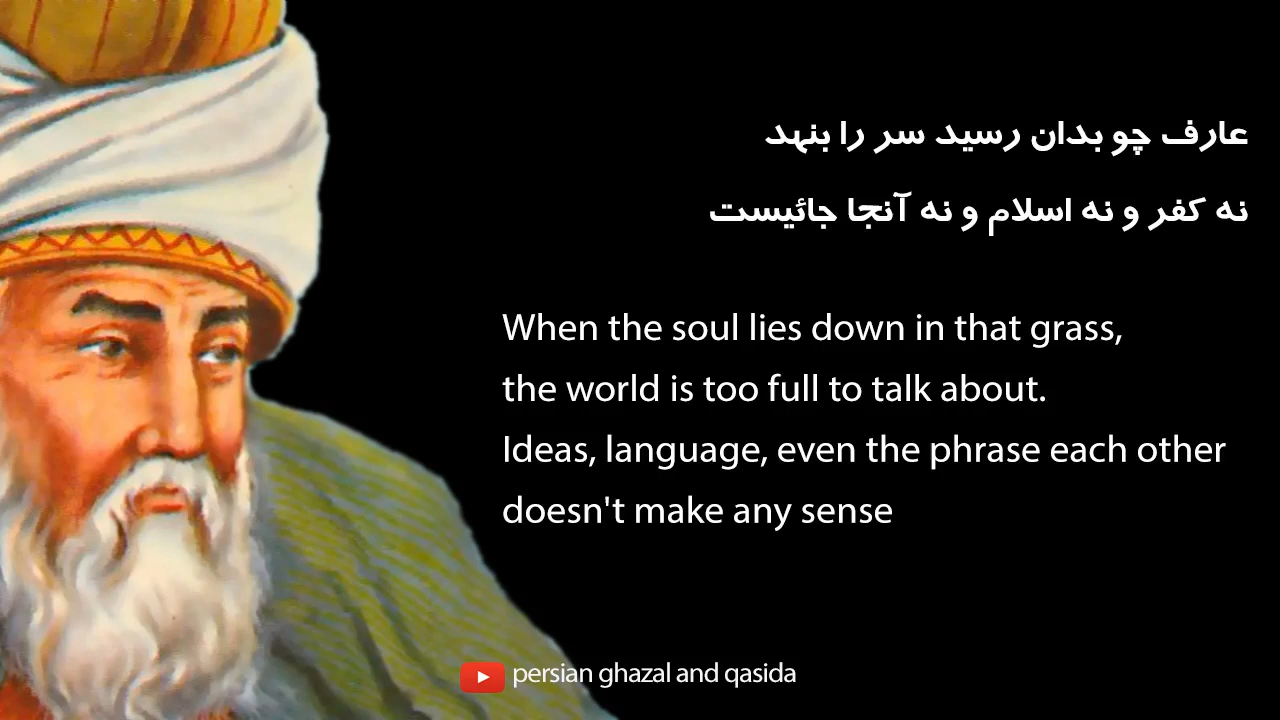 عارف چو بدان رسید سر را بنهد
نه کفر و نه اسلام و نه آنجا جائیست
When the soul lies down in that grass,
the world is too full to talk about.
Ideas, language, even the phrase each other
doesn't make any sense
persian ghazal and qasida